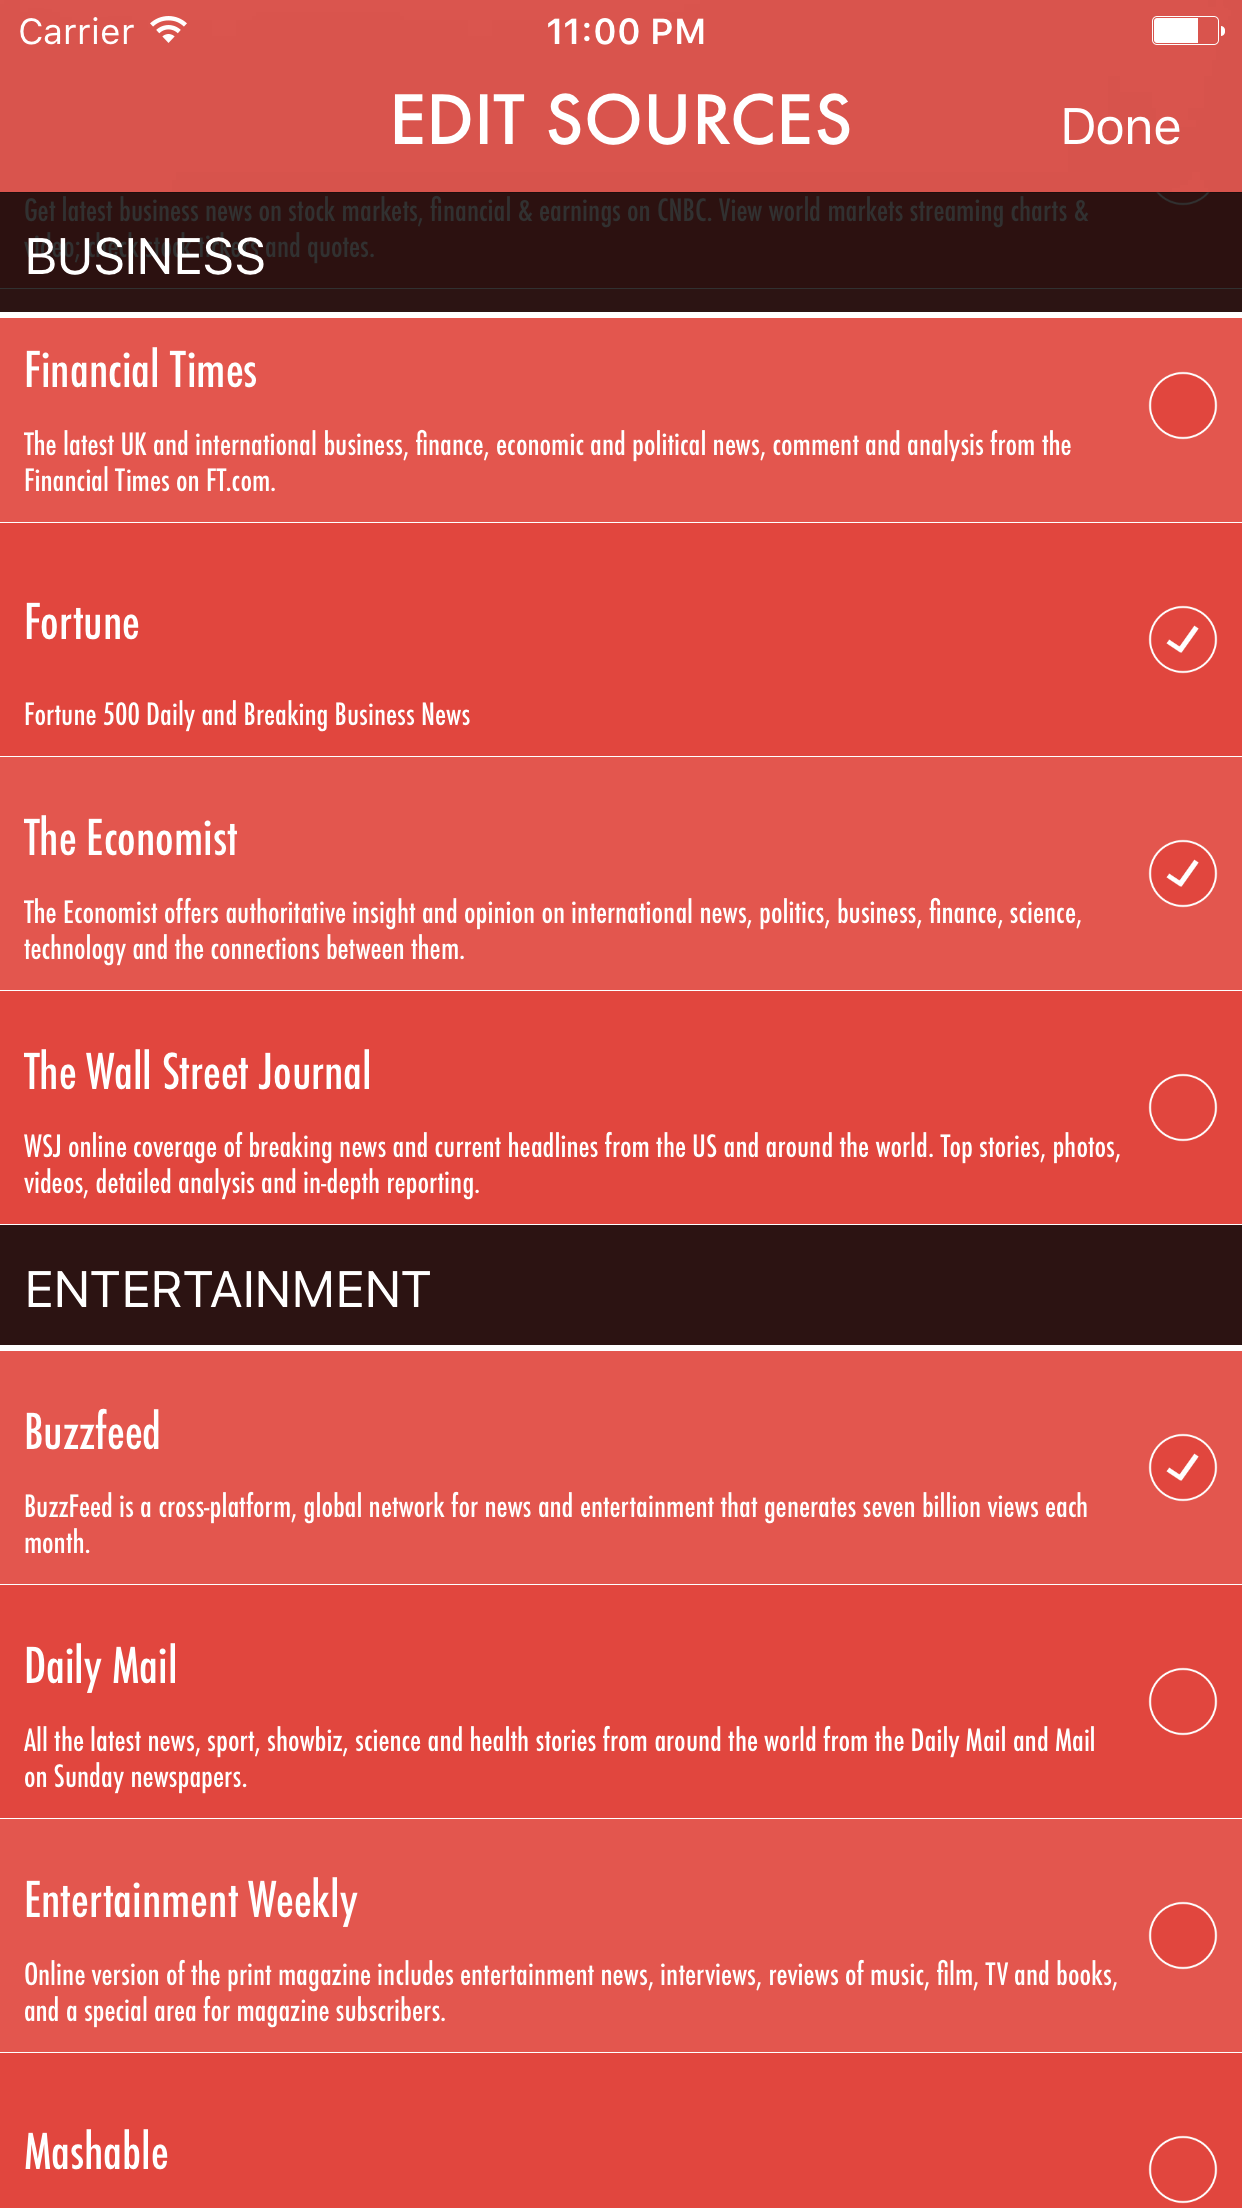 Carrier
11:00 PM
EDIT SOURCES
Done
Get latest business news on stock markets, financial & earnings on CNBC. View world markets streaming charts &
and quotes.
BUSINESS
Financial Times
The latest UK and international business, finance, economic and political news, comment and analysis from the
Financial Times on FT.com.
Fortune
Fortune 500 Daily and Breaking Business News
The Economist
The Economist offers authoritative insight and opinion on international news, politics, business, finance, science,
technology and the connections between them.
The Wall Street Journal
WSJ online coverage of breaking news and current headlines from the US and around the world. Top stories, photos,
videos, detailed analysis and in-depth reporting.
ENTERTAINMENT
Buzzfeed
BuzzFeed is a cross-platform, global network for news and entertainment that generates seven billion views each
month.
Daily Mail
All the latest news, sport, showbiz, science and health stories from around the world from the Daily Mail and Mail
on Sunday newspapers.
Entertainment Weekly
Online version of the print magazine includes entertainment news, interviews, reviews of music, film, TV and books,
and a special area for magazine subscribers.
Mashable